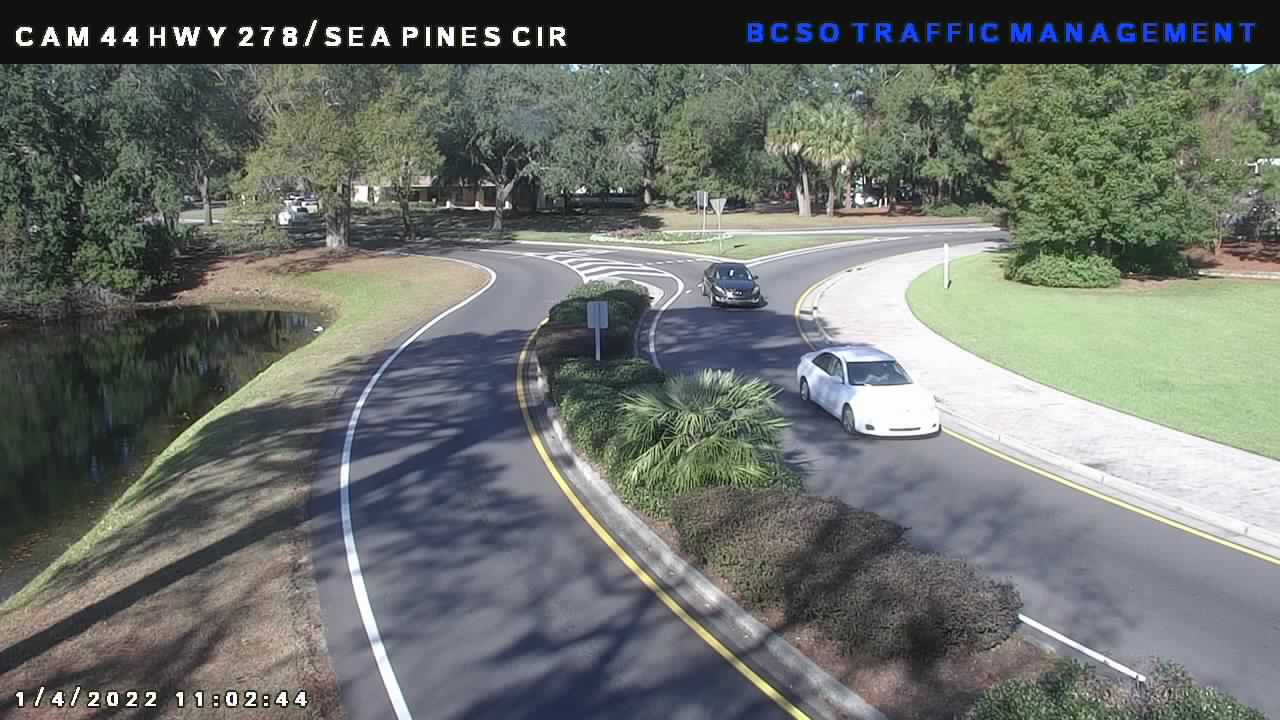 CAM 44 HWY 278/SEA PINES CIR
BCSO TRAFFIC MANAGEMENT
1/4/2022 11:02:44